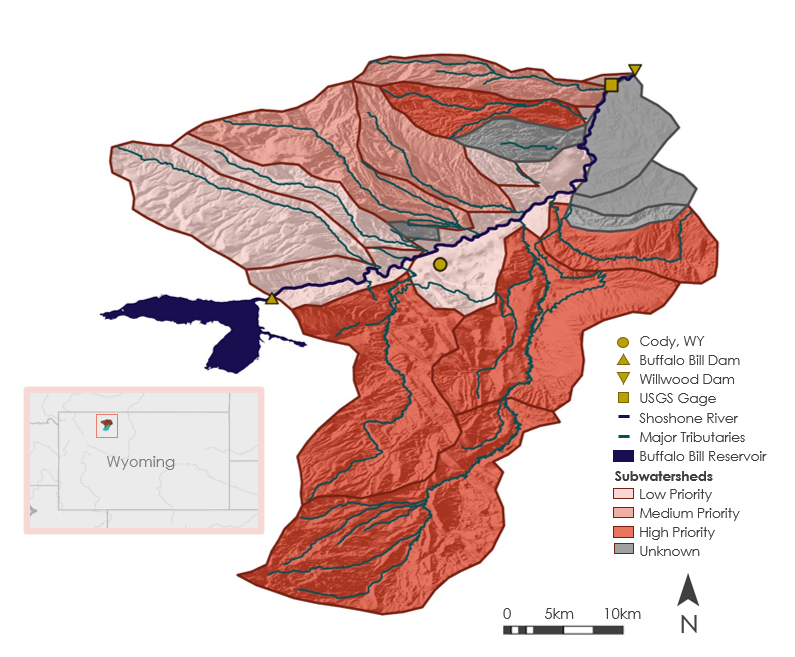 Cody, WY
Buffalo Bill Dam
Willwood Dam
USGS Gage
Shoshone River
Major Tributaries
Buffalo Bill Reservoir
Subwatersheds
Low Priority
Medium Priority
High Priority
Unknown
Wyoming
0 5km 10km
N